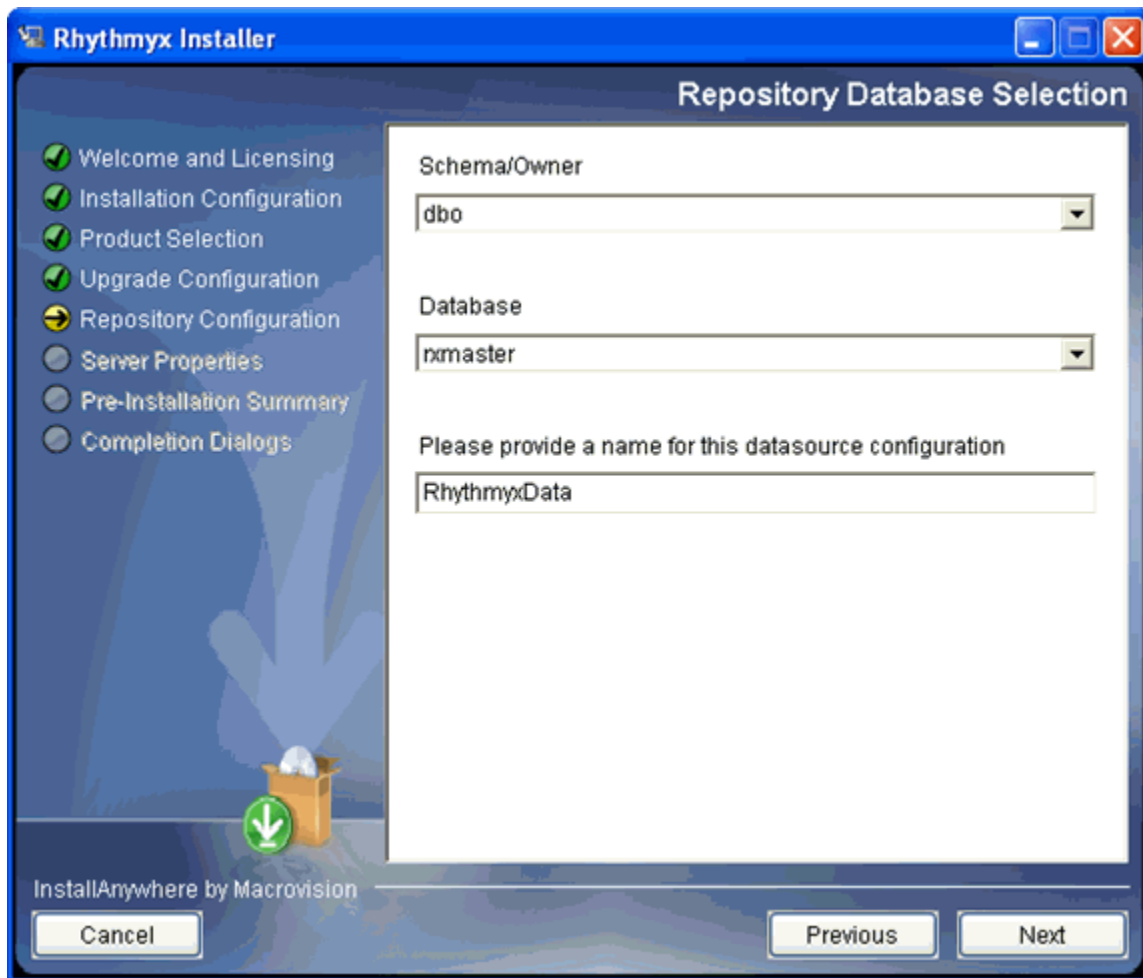 Rhythmyx Installer
Repository Database Selection
Welcome and Licensing
Installation Configuration
Product Selection
Upgrade Configuration
Repository Configuration
Server Properties
Pre-Installation Summary
Completion Dialogs
Schema/Owner
dbo
Database
rxmaster
Please provide a name for this datasource configuration
RhythmyxData
InstallAnywhere by Macrovision
Cancel
Previous
Next